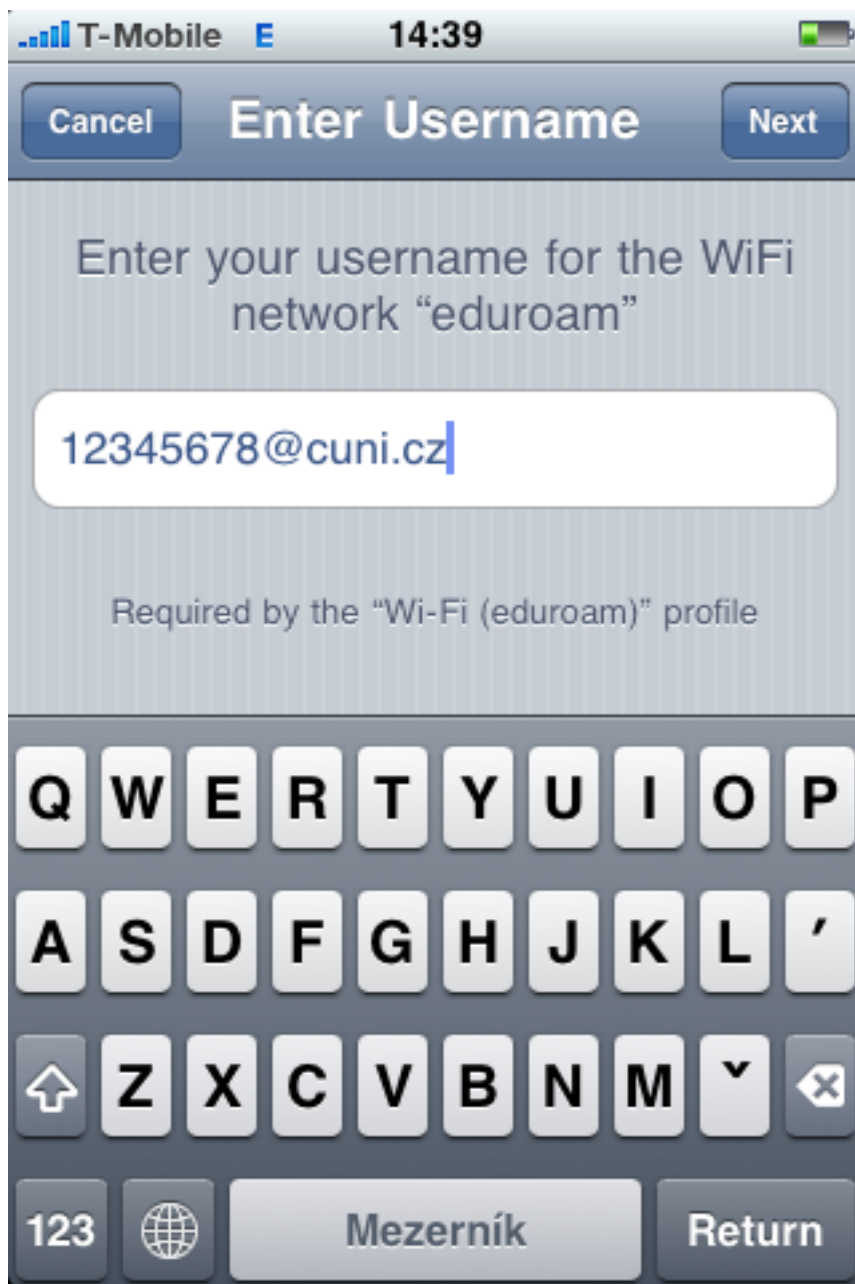 T-Mobile E 14:39
Cancel Enter Username Next
Enter your username for the WiFi
network “eduroam”
12345678@cuni.cz
Required by the “Wi-Fi (eduroam)” profile
Q W E R T Y U I O P
A S D F G H J K L ´
Z X C V B N M ˇ
123 Mezerník Return